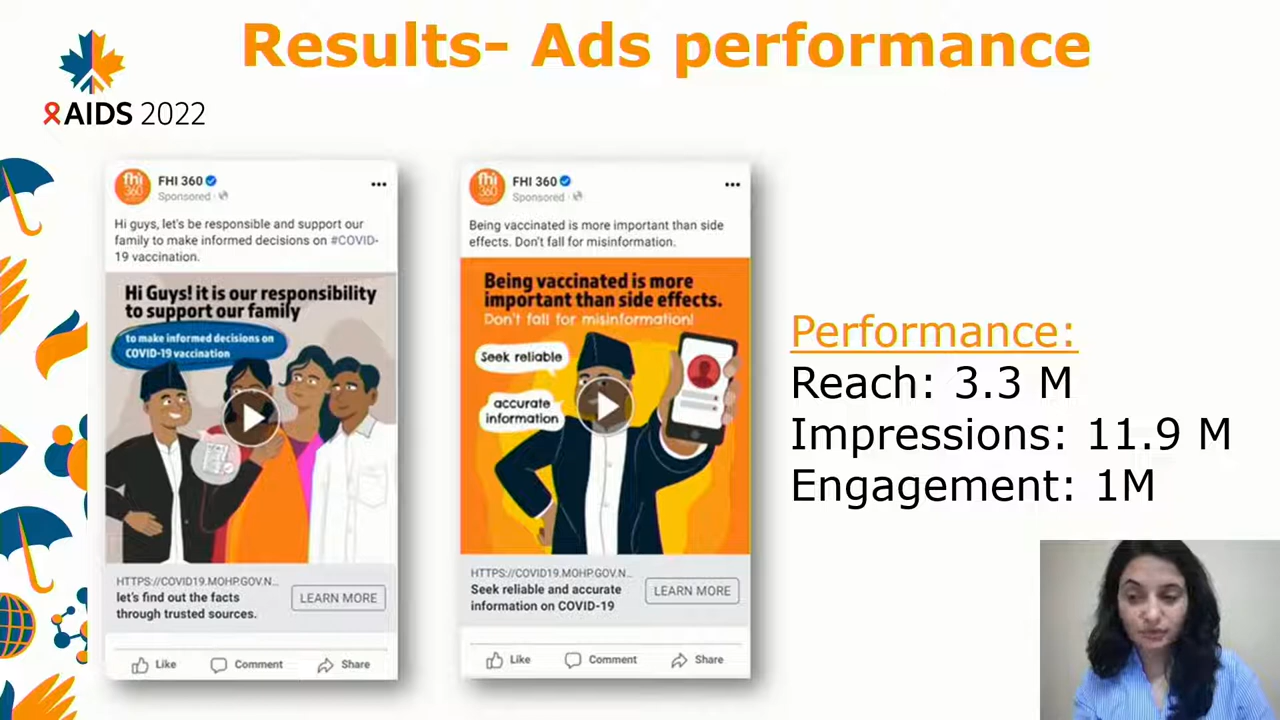 Results- Ads performance
AIDS 2022
fhi
360
FHI 360
Sponsored ·
Hi guys, let's be responsible and support our
family to make informed decisions on #COVID-
19 vaccination.
Hi Guys! it is our responsibility
to support our family
to make informed decisions on
COVID-19 vaccination
HTTPS://COVID19.MOHP.GOV.N...
let's find out the facts
through trusted sources.
LEARN MORE
Like
Comment
Share
fhi
360
FHI 360
Sponsored ·
Being vaccinated is more important than side
effects. Don't fall for misinformation.
Being vaccinated is more
important than side effects.
Don't fall for misinformation!
Seek reliable
accurate
information
HTTPS://COVID19.MOHP.GOV.N...
Seek reliable and accurate
information on COVID-19
LEARN MORE
Like
Comment
Share
Performance:
Reach: 3.3 M
Impressions: 11.9 M
Engagement: 1M